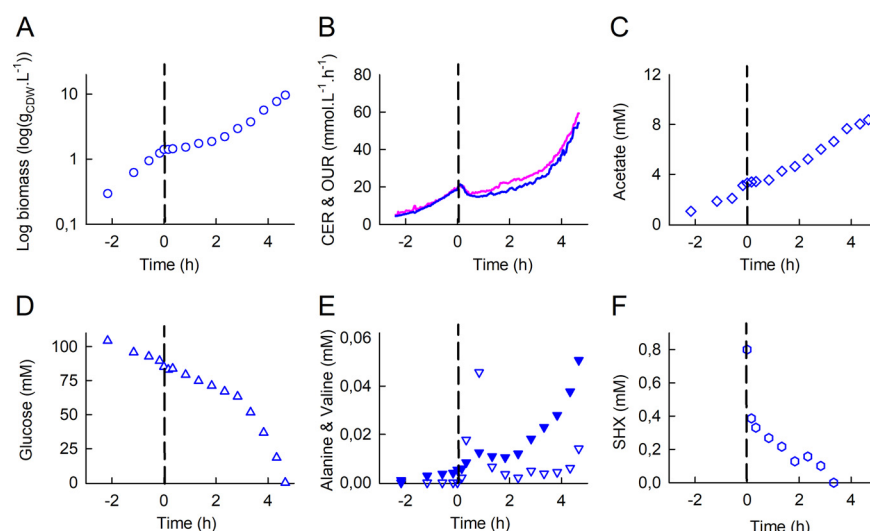 A
Log biomass (log(gCDW.L-1))
10
1
0,1
-2 0 2 4
Time (h)
B
CER & OUR (mmol.L-1.h-1)
80
60
40
20
0
-2 0 2 4
Time (h)
C
Acetate (mM)
12
8
4
0
-2 0 2 4
Time (h)
D
Glucose (mM)
100
75
50
25
0
-2 0 2 4
Time (h)
E
Alanine & Valine (mM)
0,06
0,04
0,02
0,00
-2 0 2 4
Time (h)
F
SHX (mM)
0,8
0,6
0,4
0,2
0,0
-2 0 2 4
Time (h)